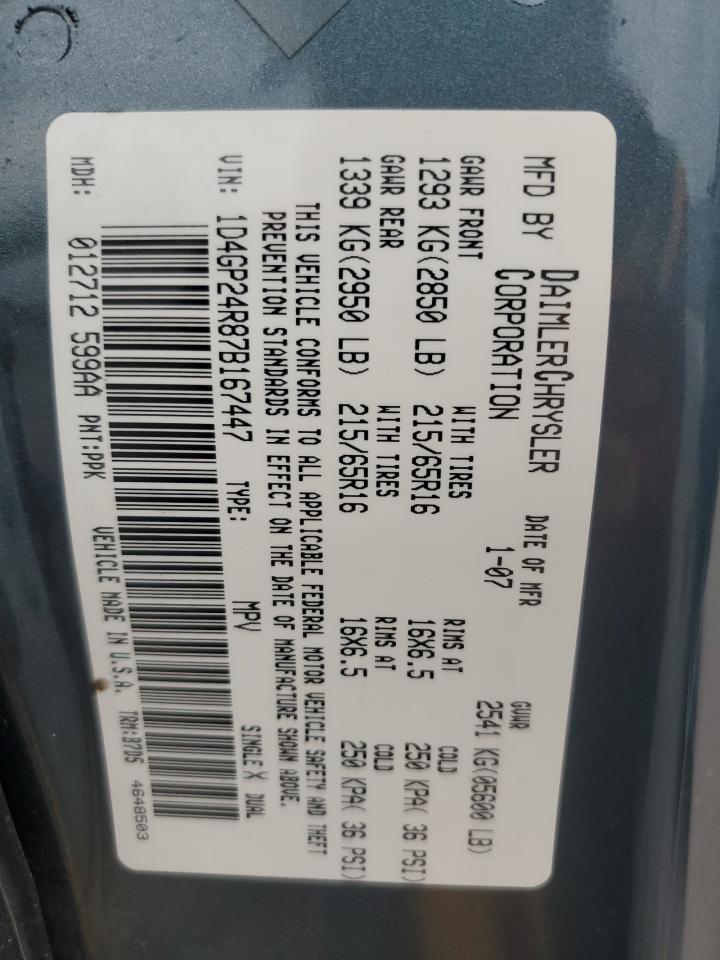 MFD BY DAIMLERCHRYSLER CORPORATION DATE OF MFR 1-07 GVWR 2541 KG(05600 LB)
GAWR FRONT WITH TIRES RIMS AT COLD
1293 KG(2850 LB) 215/65R16 16X6.5 250 KPA( 36 PSI)
GAWR REAR WITH TIRES RIMS AT COLD
1339 KG(2950 LB) 215/65R16 16X6.5 250 KPA( 36 PSI)
THIS VEHICLE CONFORMS TO ALL APPLICABLE FEDERAL MOTOR VEHICLE SAFETY AND THEFT
PREVENTION STANDARDS IN EFFECT ON THE DATE OF MANUFACTURE SHOWN ABOVE.
VIN: 1D4GP24R87B167447 TYPE: MPV SINGLE X DUAL
MDH: 012712 599AA PNT:PPK VEHICLE MADE IN U.S.A. TRM:B7D5 4648503